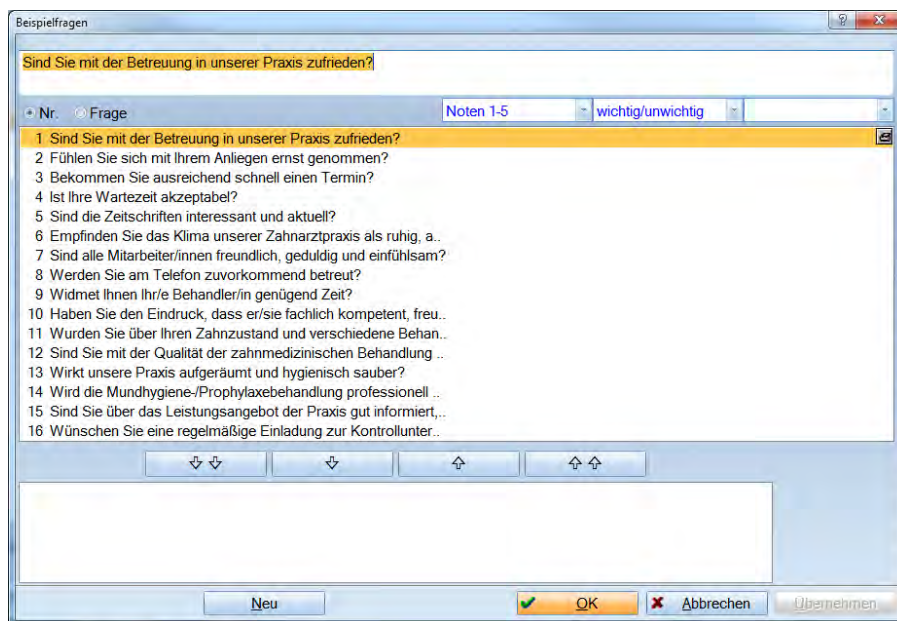 Beispielfragen
Sind Sie mit der Betreuung in unserer Praxis zufrieden?
Nr. Frage Noten 1-5 wichtig/unwichtig
1 Sind Sie mit der Betreuung in unserer Praxis zufrieden?
2 Fühlen Sie sich mit Ihrem Anliegen ernst genommen?
3 Bekommen Sie ausreichend schnell einen Termin?
4 Ist Ihre Wartezeit akzeptabel?
5 Sind die Zeitschriften interessant und aktuell?
6 Empfinden Sie das Klima unserer Zahnarztpraxis als ruhig, a..
7 Sind alle Mitarbeiter/innen freundlich, geduldig und einfühlsam?
8 Werden Sie am Telefon zuvorkommend betreut?
9 Widmet Ihnen Ihr/e Behandler/in genügend Zeit?
10 Haben Sie den Eindruck, dass er/sie fachlich kompetent, freu..
11 Wurden Sie über Ihren Zahnzustand und verschiedene Behan..
12 Sind Sie mit der Qualität der zahnmedizinischen Behandlung ..
13 Wirkt unsere Praxis aufgeräumt und hygienisch sauber?
14 Wird die Mundhygiene-/Prophylaxebehandlung professionell ..
15 Sind Sie über das Leistungsangebot der Praxis gut informiert,..
16 Wünschen Sie eine regelmäßige Einladung zur Kontrollunter..
Neu OK Abbrechen Übernehmen